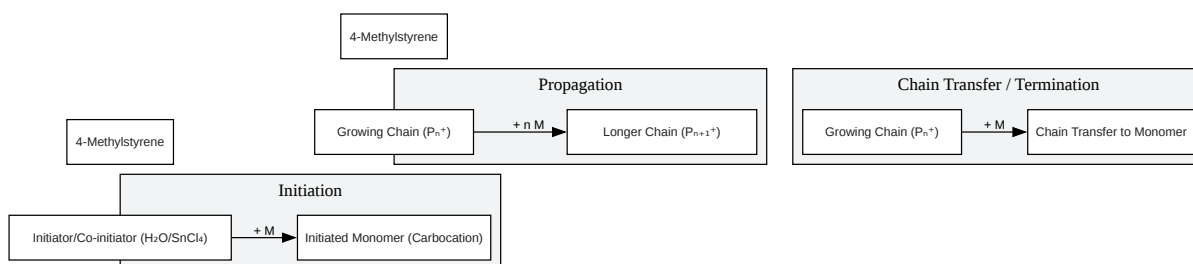 4-Methylstyrene
Propagation
Growing Chain (Pₙ⁺)
+ n M
Longer Chain (Pₙ₊₁⁺)
Chain Transfer / Termination
Growing Chain (Pₙ⁺)
+ M
Chain Transfer to Monomer
4-Methylstyrene
Initiation
Initiator/Co-initiator (H₂O/SnCl₄)
+ M
Initiated Monomer (Carbocation)